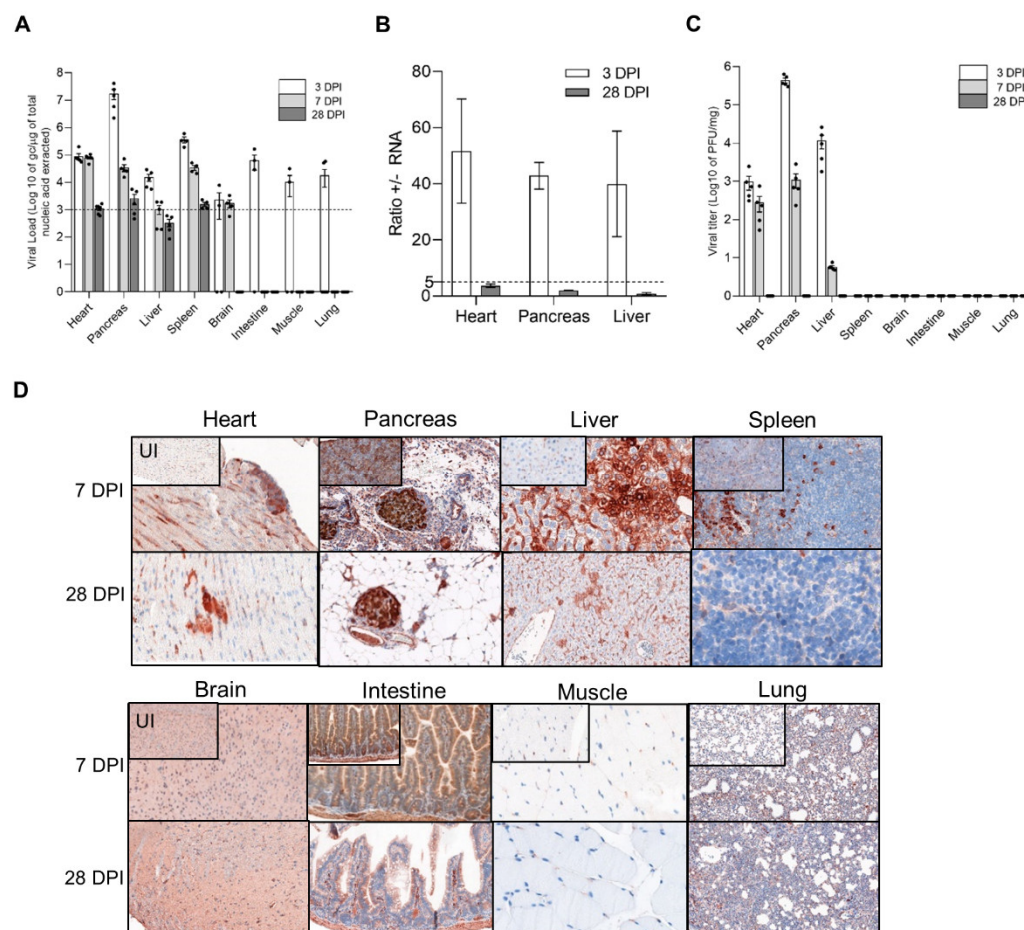 A
Viral Load (Log 10 of gc/µg of total
nucleic acid extracted)
8
7
6
5
4
3
2
1
0
3 DPI
7 DPI
28 DPI
Heart
Pancreas
Liver
Spleen
Brain
Intestine
Muscle
Lung
B
Ratio +/- RNA
80
60
40
20
5
0
3 DPI
28 DPI
Heart
Pancreas
Liver
C
Viral titer (Log10 of PFU/mg)
6
5
4
3
2
1
0
3 DPI
7 DPI
28 DPI
Heart
Pancreas
Liver
Spleen
Brain
Intestine
Muscle
Lung
D
Heart Pancreas Liver Spleen
UI
7 DPI
28 DPI
Brain Intestine Muscle Lung
UI
7 DPI
28 DPI